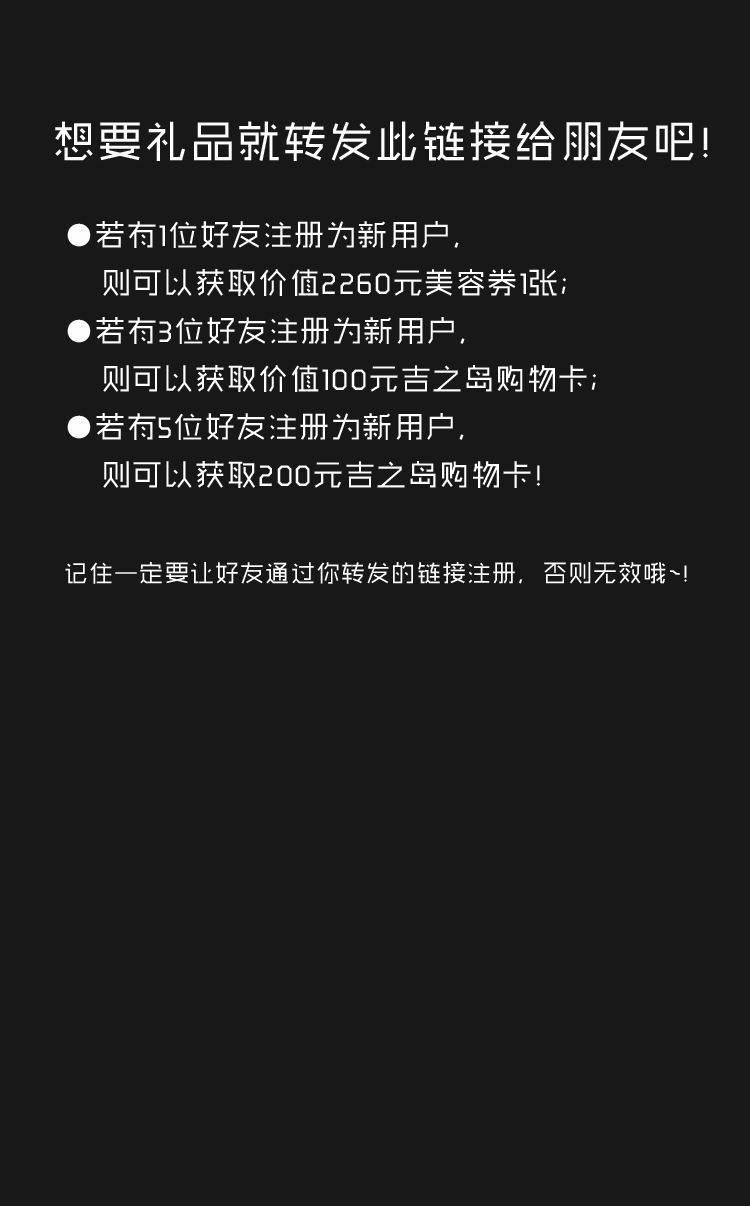 想要礼品就转发此链接给朋友吧!
●若有1位好友注册为新用户,
则可以获取价值2260元美容券1张;
●若有3位好友注册为新用户,
则可以获取价值100元吉之岛购物卡;
●若有5位好友注册为新用户,
则可以获取200元吉之岛购物卡!
记住一定要让好友通过你转发的链接注册, 否则无效哦~!